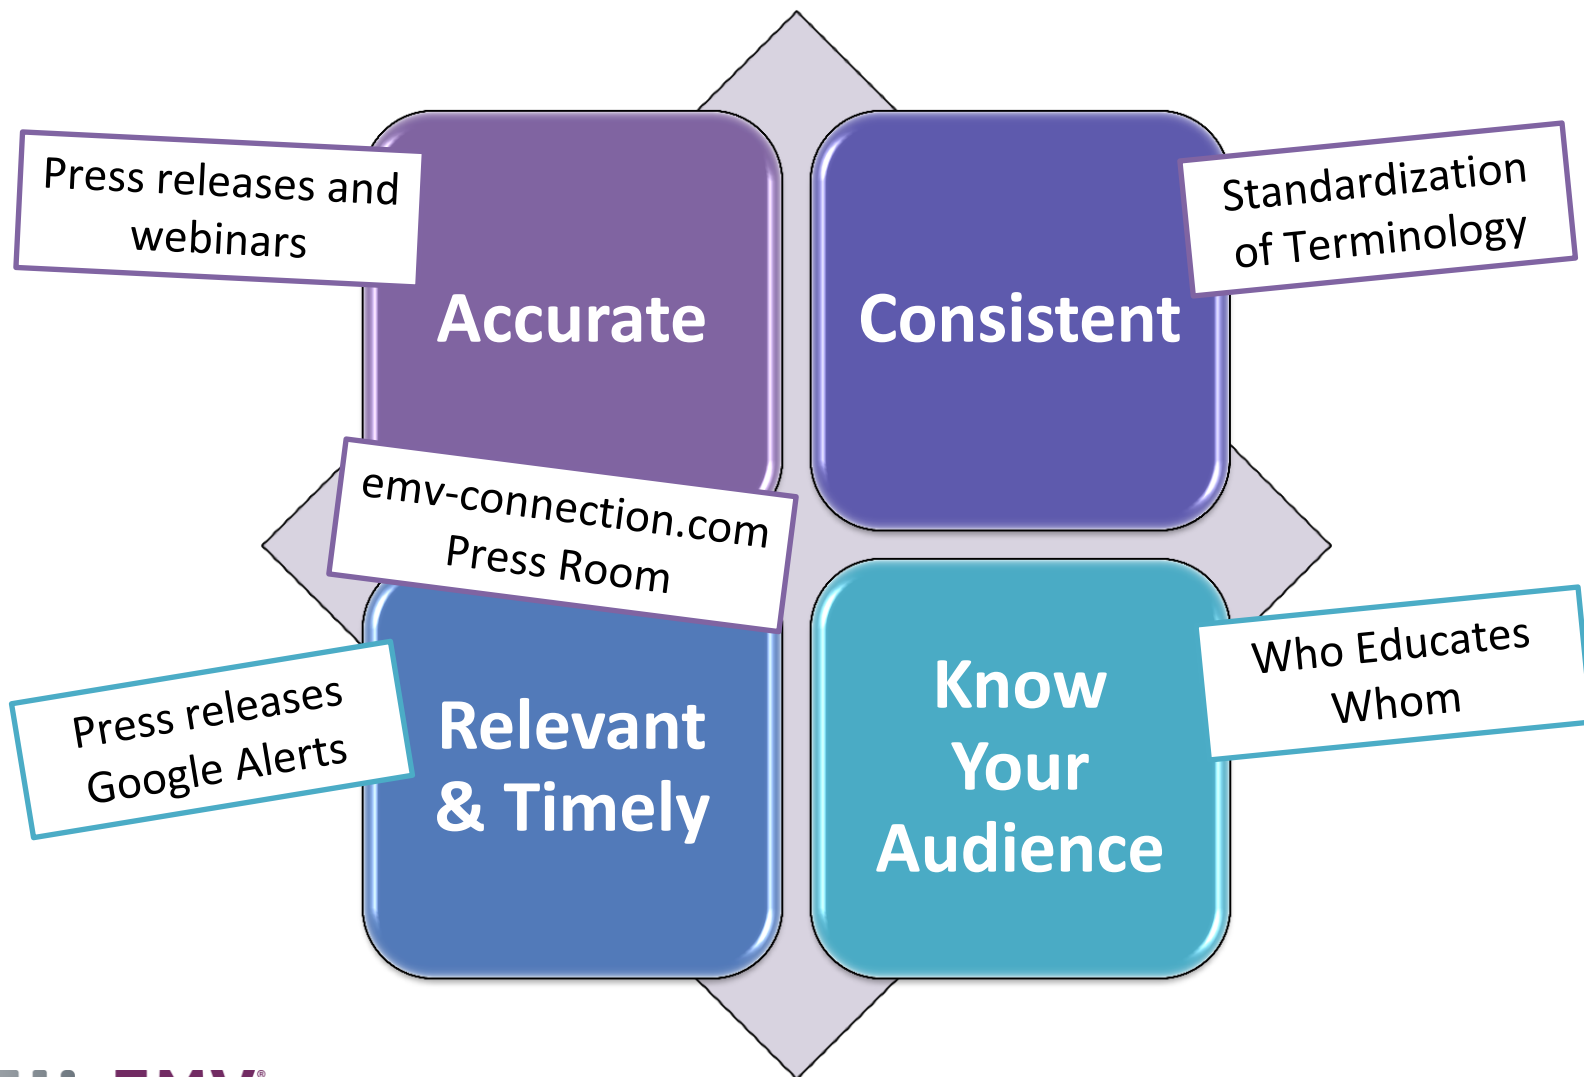 Press releases and
webinars
Accurate
Consistent
Standardization
of Terminology
emv-connection.com
Press Room
Press releases
Google Alerts
Relevant
& Timely
Know
Your
Audience
Who Educates
Whom
EMV®